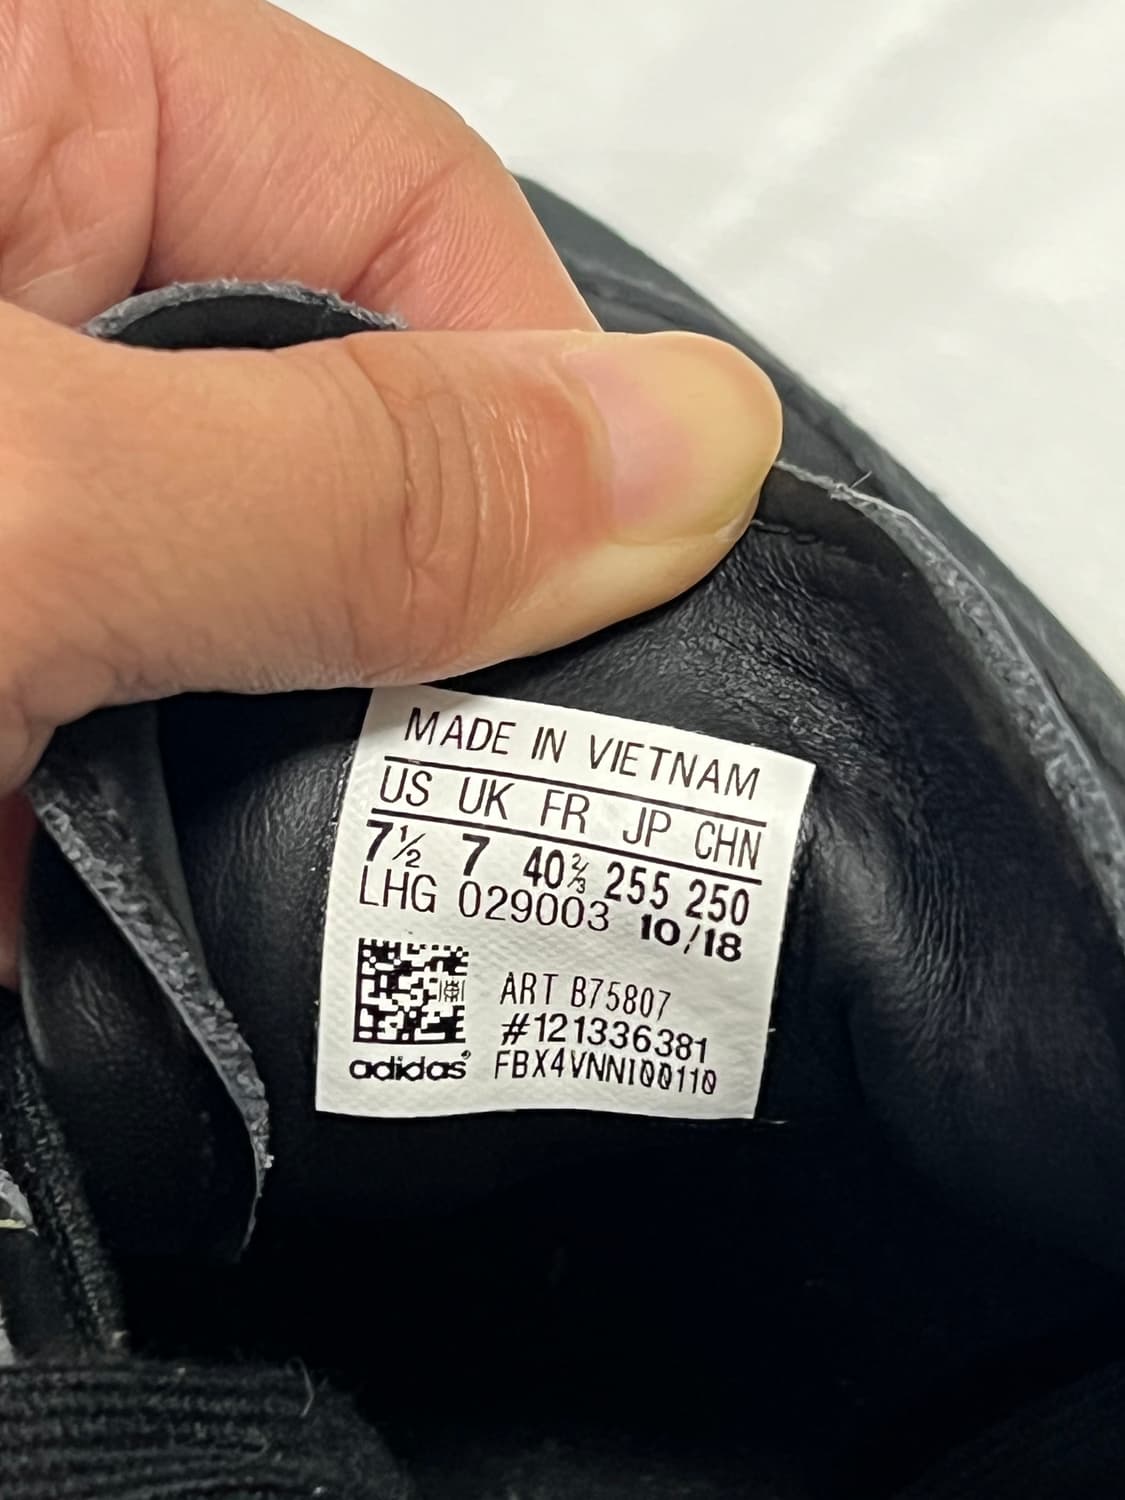 MADE IN VIETNAM
US UK FR JP CHN
7½ 7 40⅔ 255 250
LHG 029003 10/18
ART B75807
#121336381
adidas FBX4VNNI00110